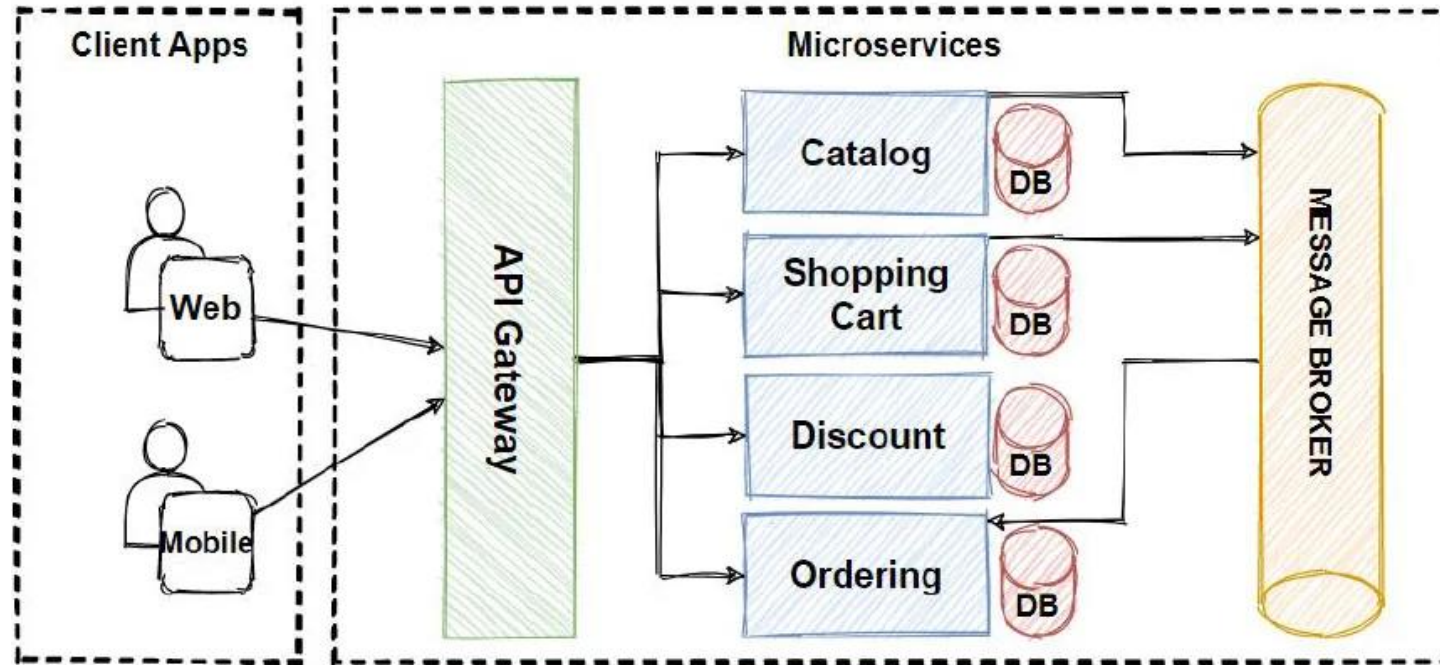 Client Apps
Microservices
Web
Mobile
API Gateway
Catalog
DB
Shopping
Cart
DB
Discount
DB
Ordering
DB
MESSAGE BROKER